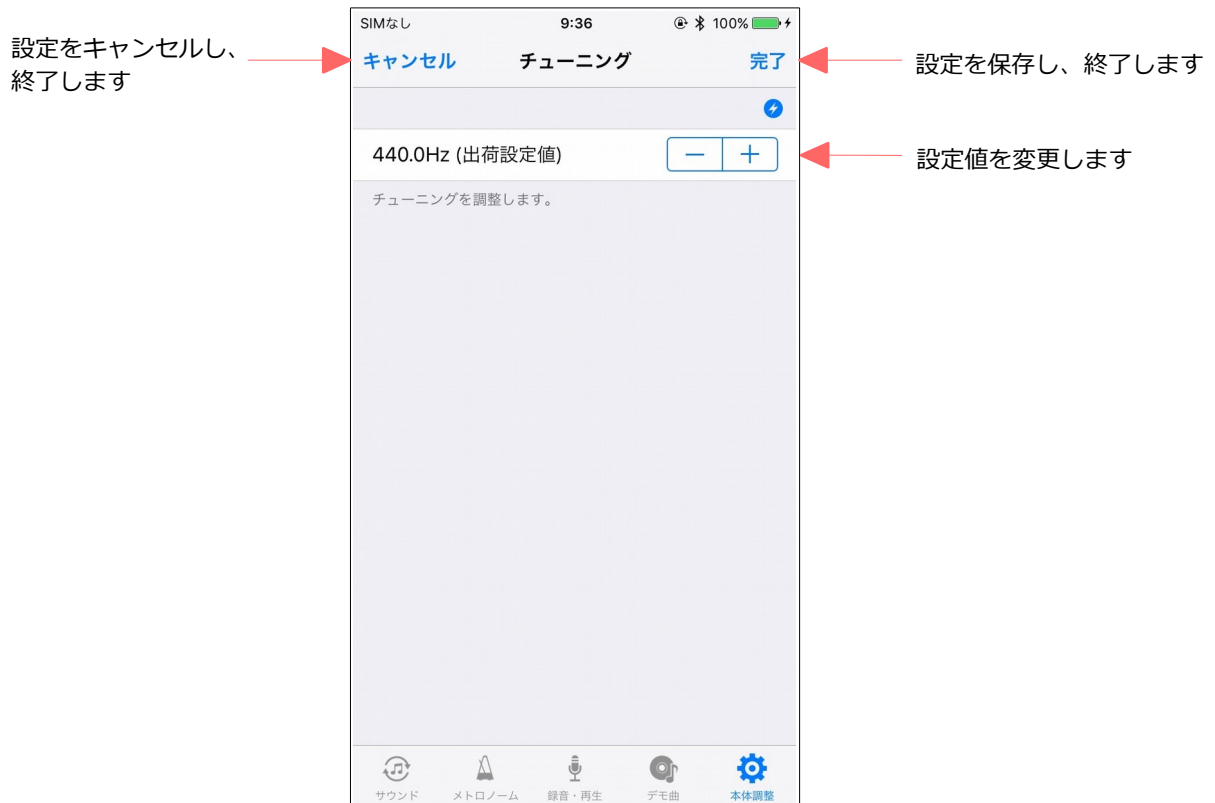 SIMなし 9:36 100%
設定をキャンセルし、
終了します
キャンセル チューニング 完了
設定を保存し、終了します
440.0Hz (出荷設定値) − +
設定値を変更します
チューニングを調整します。
サウンド メトロノーム 録音・再生 デモ曲 本体調整